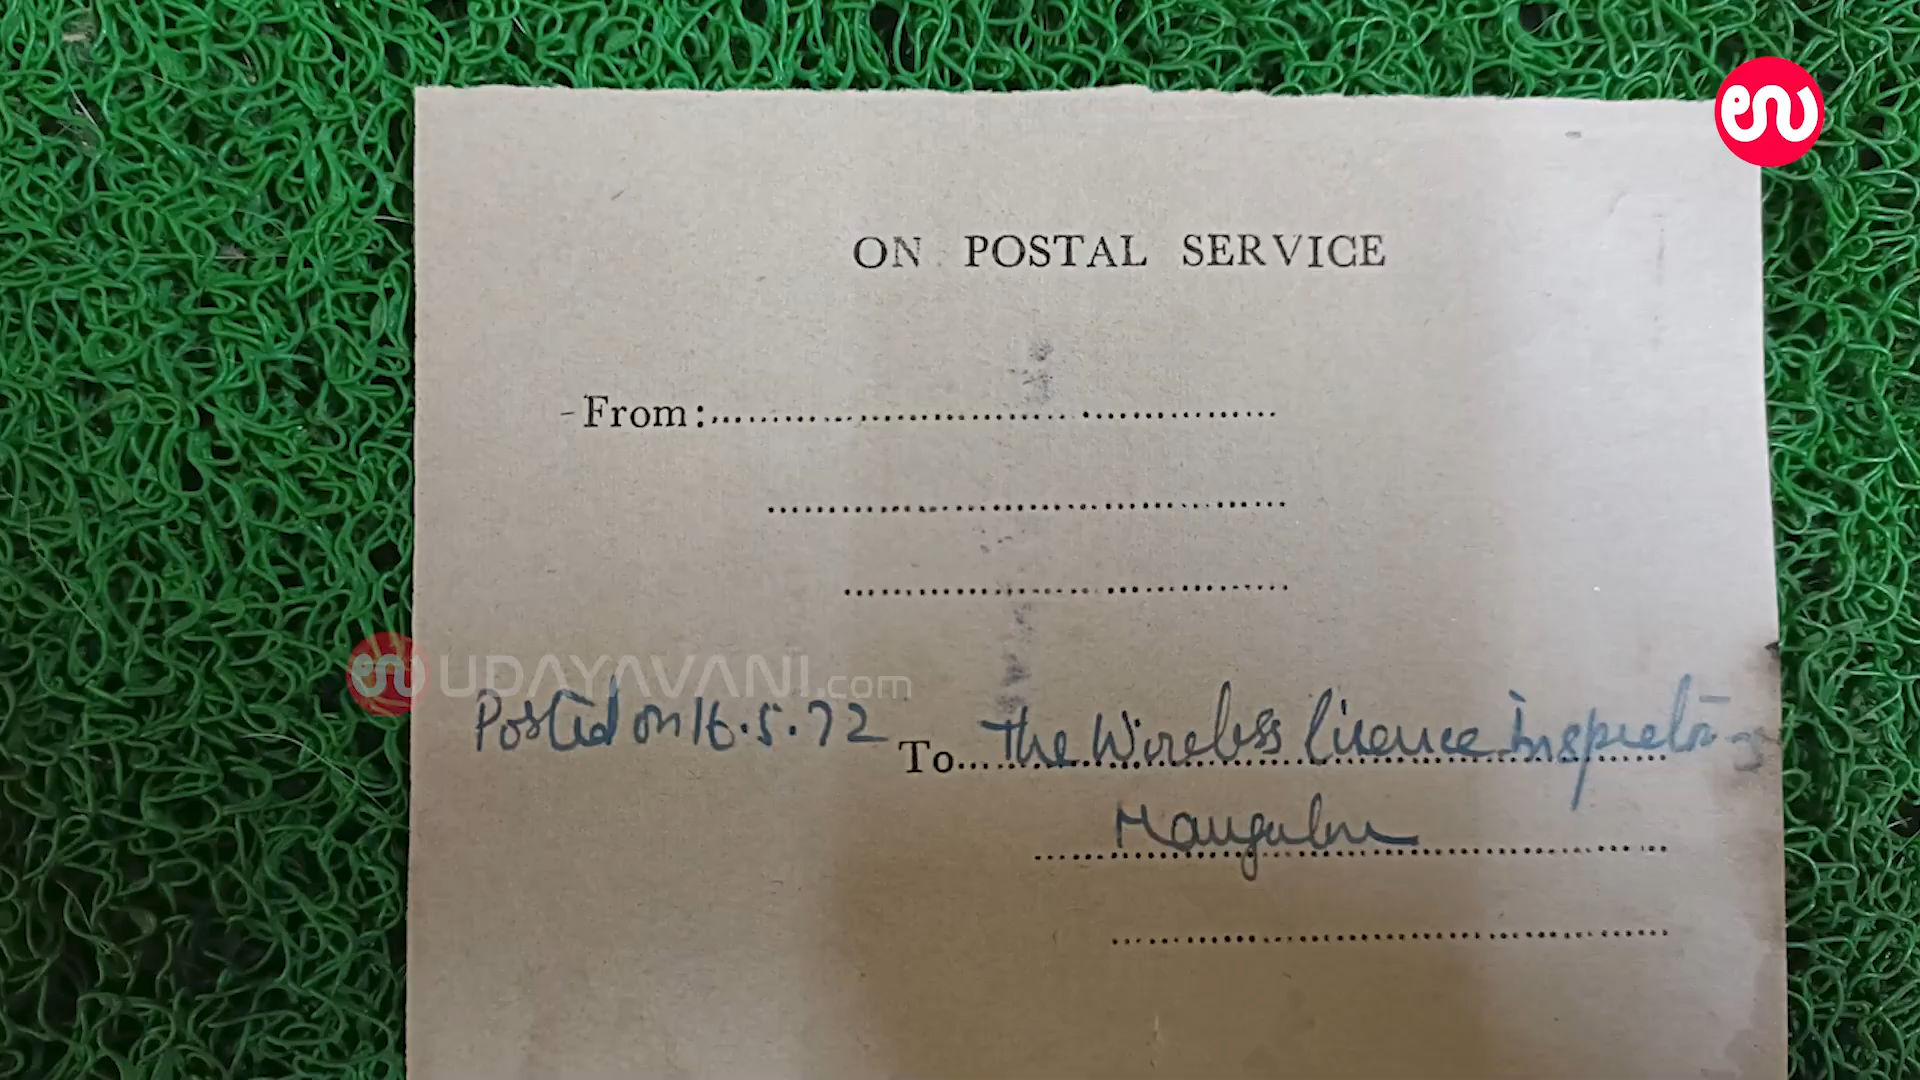 ಉ
ON POSTAL SERVICE
From:
UDAYAVANI.com
Posted on 16.5.72
To the Wireless licence Inspector
Mangalore